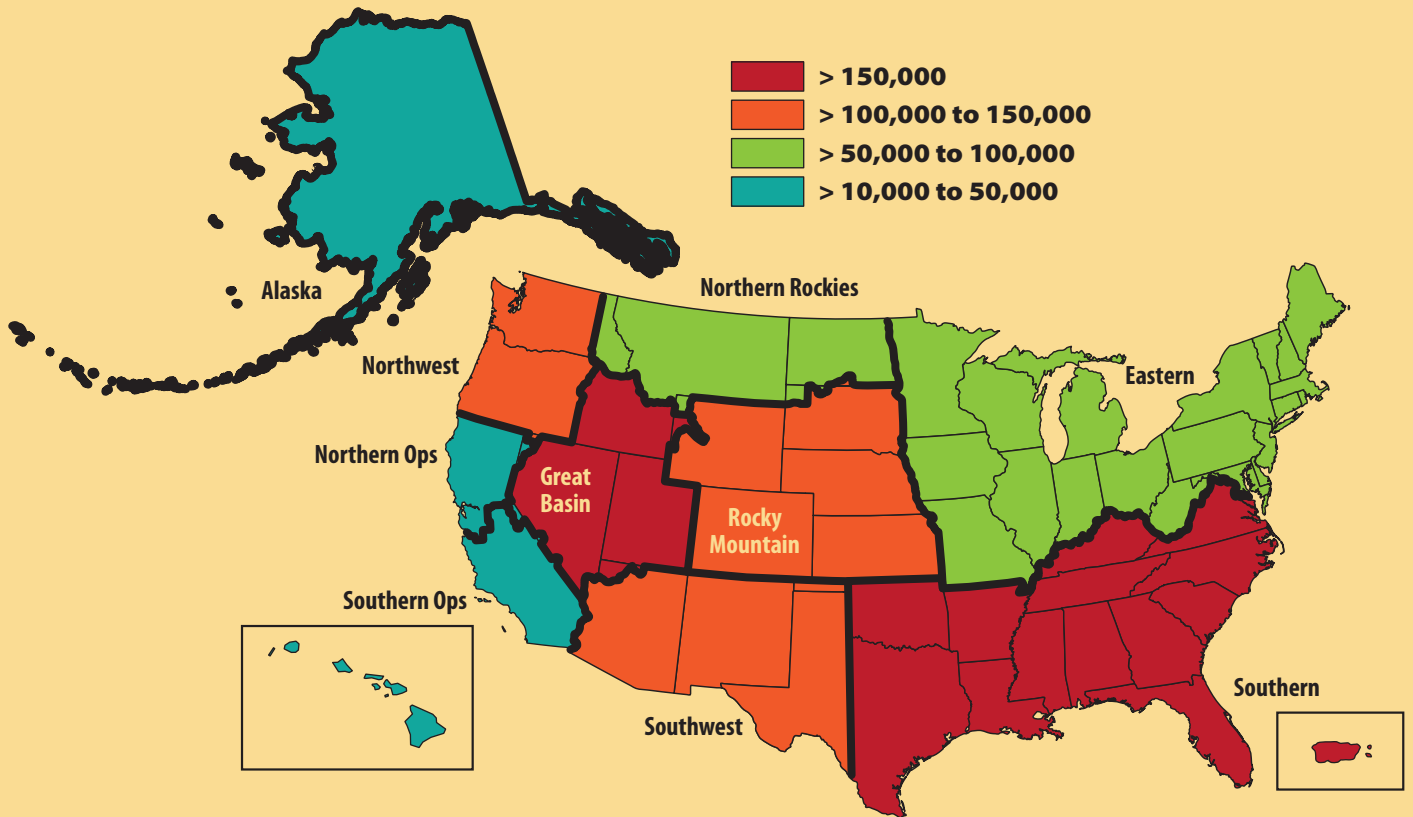 > 150,000
> 100,000 to 150,000
> 50,000 to 100,000
> 10,000 to 50,000
Alaska
Northern Rockies
Northwest
Eastern
Northern Ops
Great
Basin
Rocky
Mountain
Southern Ops
Southern
Southwest